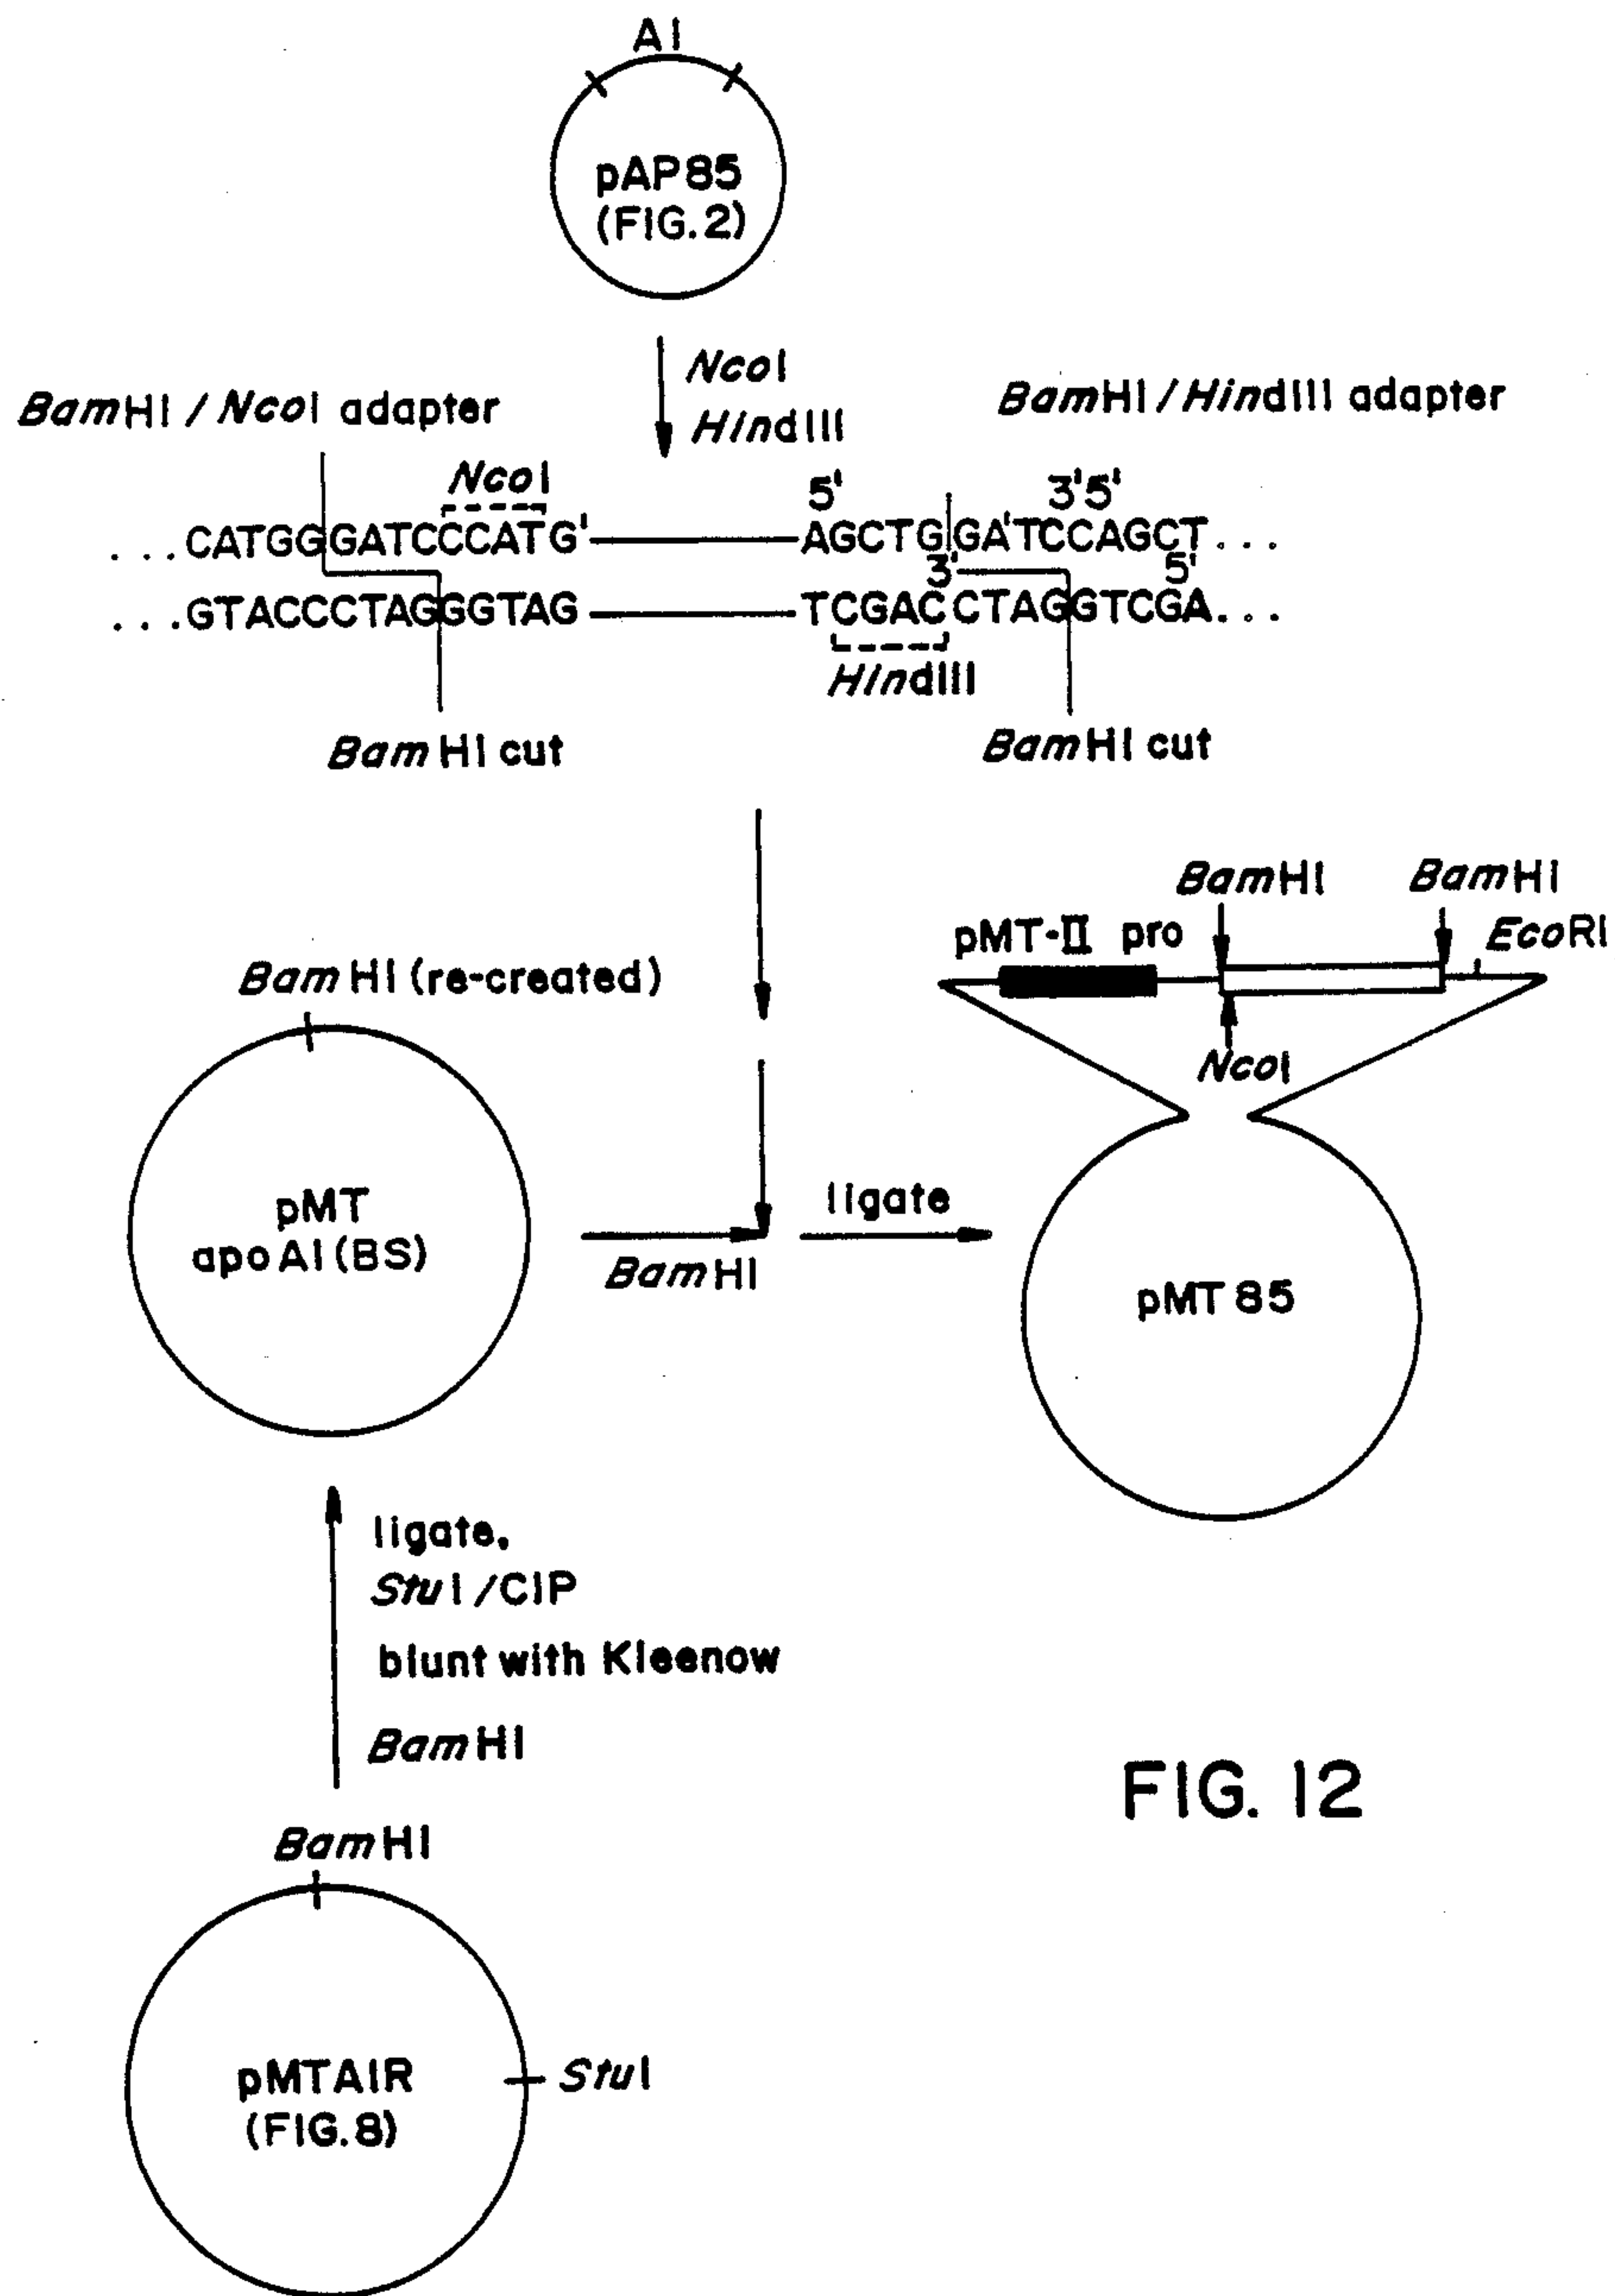 AI
pAP85
(FIG.2)
NcoI
HindIII
BamHI / NcoI adapter
BamHI / HindIII adapter
NcoI
5'
3'5'
...CATGGGATCCCCATG' AGCTGGA'TCCAGCT...
3'
5'
...GTACCCTAGGGGTAG TCGACCTAGGTCGA...
HindIII
BamHI cut
BamHI cut
BamHI
BamHI
pMT-II pro
EcoRI
NcoI
BamHI (re-created)
pMT
apoAI(BS)
BamHI
ligate
pMT85
ligate,
StuI/CIP
blunt with Kleenow
BamHI
FIG. 12
BamHI
pMTAIR
(FIG.8)
StuI